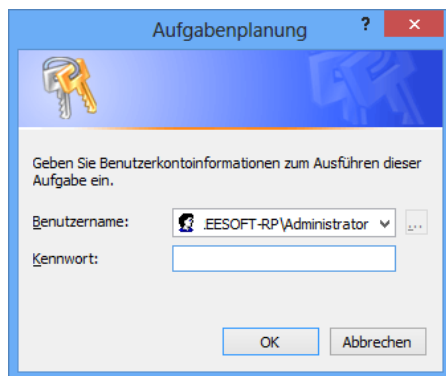 Aufgabenplanung ?
Geben Sie Benutzerkontoinformationen zum Ausführen dieser
Aufgabe ein.
Benutzername: .EESOFT-RP\Administrator ...
Kennwort:
OK Abbrechen